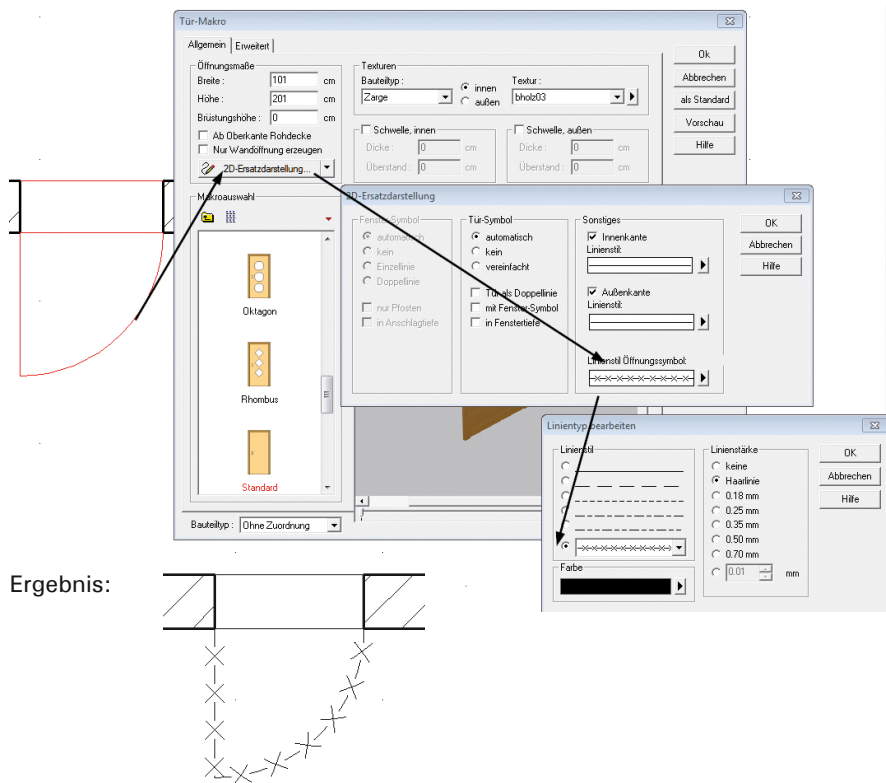 Tür-Makro
Allgemein Erweitert
Öffnungsmaße
Breite : 101 cm
Höhe : 201 cm
Brüstungshöhe : 0 cm
Ab Oberkante Rohdecke
Nur Wandöffnung erzeugen
2D-Ersatzdarstellung...
Texturen
Bauteiltyp :
Zarge
innen
außen
Textur :
bholz03
Schwelle, innen
Dicke : 0 cm
Überstand : 0 cm
Schwelle, außen
Dicke : 0 cm
Überstand : 0 cm
Ok
Abbrechen
als Standard
Vorschau
Hilfe
Makroauswahl
Oktagon
Rhombus
Standard
Bauteiltyp : Ohne Zuordnung
2D-Ersatzdarstellung
Fenster-Symbol
automatisch
kein
Einzellinie
Doppellinie
nur Pfosten
in Anschlagtiefe
Tür-Symbol
automatisch
kein
vereinfacht
Tür als Doppellinie
mit Fenster-Symbol
in Fenstertiefe
Sonstiges
Innenkante
Linienstil:
Außenkante
Linienstil:
Linienstil Öffnungssymbol:
OK
Abbrechen
Hilfe
Linientyp bearbeiten
Linienstil
Farbe
Linienstärke
keine
Haarlinie
0.18 mm
0.25 mm
0.35 mm
0.50 mm
0.70 mm
0.01 mm
OK
Abbrechen
Hilfe
Ergebnis: